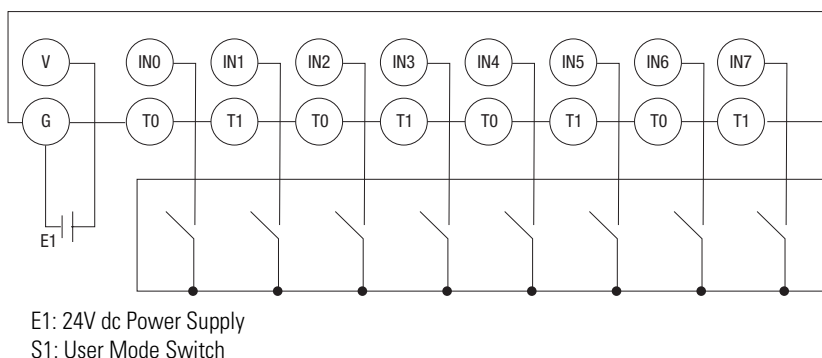 V IN0 IN1 IN2 IN3 IN4 IN5 IN6 IN7
G T0 T1 T0 T1 T0 T1 T0 T1
E1
E1: 24V dc Power Supply
S1: User Mode Switch